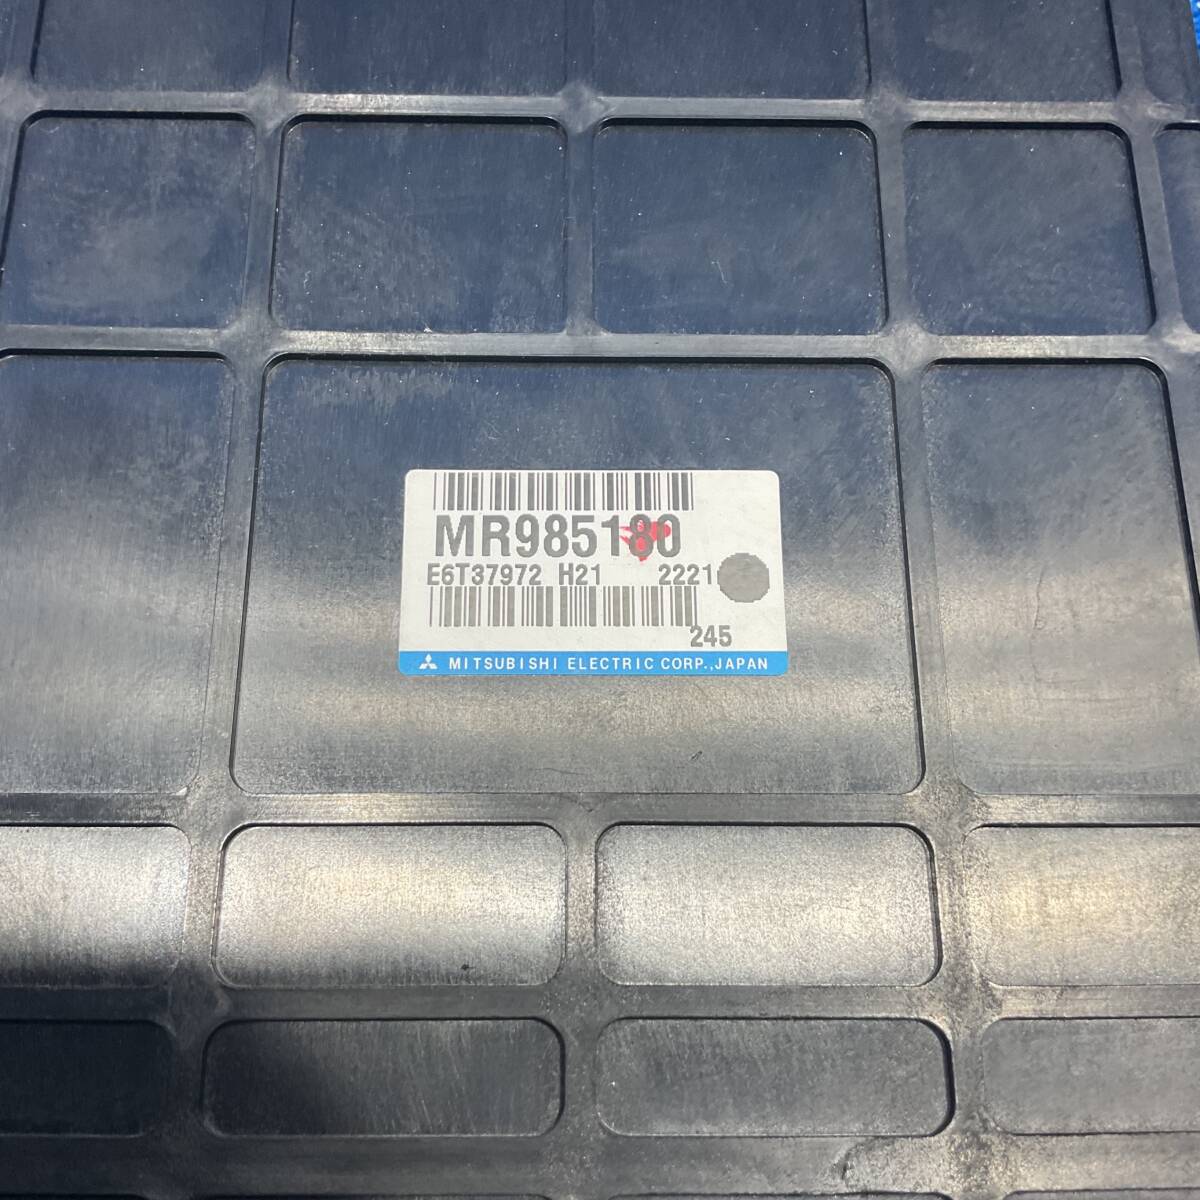 MR985180
E6T37972 H21 2221
245
MITSUBISHI ELECTRIC CORP.,JAPAN